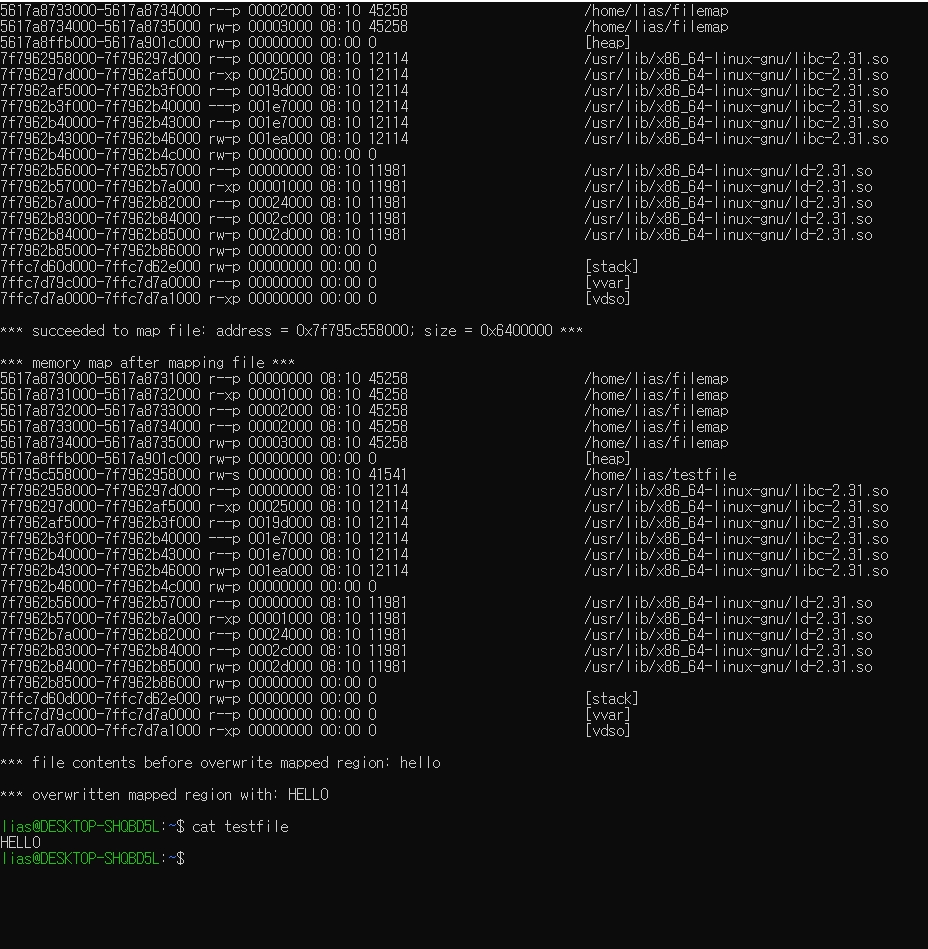 5617a8733000-5617a8734000 r--p 00002000 08:10 45258 /home/lias/filemap
5617a8734000-5617a8735000 rw-p 00003000 08:10 45258 /home/lias/filemap
5617a8ffb000-5617a901c000 rw-p 00000000 00:00 0 [heap]
7f7962958000-7f796297d000 r--p 00000000 08:10 12114 /usr/lib/x86_64-linux-gnu/libc-2.31.so
7f796297d000-7f7962af5000 r-xp 00025000 08:10 12114 /usr/lib/x86_64-linux-gnu/libc-2.31.so
7f7962af5000-7f7962b3f000 r--p 0019d000 08:10 12114 /usr/lib/x86_64-linux-gnu/libc-2.31.so
7f7962b3f000-7f7962b40000 ---p 001e7000 08:10 12114 /usr/lib/x86_64-linux-gnu/libc-2.31.so
7f7962b40000-7f7962b43000 r--p 001e7000 08:10 12114 /usr/lib/x86_64-linux-gnu/libc-2.31.so
7f7962b43000-7f7962b46000 rw-p 001ea000 08:10 12114 /usr/lib/x86_64-linux-gnu/libc-2.31.so
7f7962b46000-7f7962b4c000 rw-p 00000000 00:00 0
7f7962b56000-7f7962b57000 r--p 00000000 08:10 11981 /usr/lib/x86_64-linux-gnu/ld-2.31.so
7f7962b57000-7f7962b7a000 r-xp 00001000 08:10 11981 /usr/lib/x86_64-linux-gnu/ld-2.31.so
7f7962b7a000-7f7962b82000 r--p 00024000 08:10 11981 /usr/lib/x86_64-linux-gnu/ld-2.31.so
7f7962b83000-7f7962b84000 r--p 0002c000 08:10 11981 /usr/lib/x86_64-linux-gnu/ld-2.31.so
7f7962b84000-7f7962b85000 rw-p 0002d000 08:10 11981 /usr/lib/x86_64-linux-gnu/ld-2.31.so
7f7962b85000-7f7962b86000 rw-p 00000000 00:00 0
7ffc7d60d000-7ffc7d62e000 rw-p 00000000 00:00 0 [stack]
7ffc7d79c000-7ffc7d7a0000 r--p 00000000 00:00 0 [vvar]
7ffc7d7a0000-7ffc7d7a1000 r-xp 00000000 00:00 0 [vdso]
*** succeeded to map file: address = 0x7f795c558000; size = 0x6400000 ***
*** memory map after mapping file ***
5617a8730000-5617a8731000 r--p 00000000 08:10 45258 /home/lias/filemap
5617a8731000-5617a8732000 r-xp 00001000 08:10 45258 /home/lias/filemap
5617a8732000-5617a8733000 r--p 00002000 08:10 45258 /home/lias/filemap
5617a8733000-5617a8734000 r--p 00002000 08:10 45258 /home/lias/filemap
5617a8734000-5617a8735000 rw-p 00003000 08:10 45258 /home/lias/filemap
5617a8ffb000-5617a901c000 rw-p 00000000 00:00 0 [heap]
7f795c558000-7f7962958000 rw-s 00000000 08:10 41541 /home/lias/testfile
7f7962958000-7f796297d000 r--p 00000000 08:10 12114 /usr/lib/x86_64-linux-gnu/libc-2.31.so
7f796297d000-7f7962af5000 r-xp 00025000 08:10 12114 /usr/lib/x86_64-linux-gnu/libc-2.31.so
7f7962af5000-7f7962b3f000 r--p 0019d000 08:10 12114 /usr/lib/x86_64-linux-gnu/libc-2.31.so
7f7962b3f000-7f7962b40000 ---p 001e7000 08:10 12114 /usr/lib/x86_64-linux-gnu/libc-2.31.so
7f7962b40000-7f7962b43000 r--p 001e7000 08:10 12114 /usr/lib/x86_64-linux-gnu/libc-2.31.so
7f7962b43000-7f7962b46000 rw-p 001ea000 08:10 12114 /usr/lib/x86_64-linux-gnu/libc-2.31.so
7f7962b46000-7f7962b4c000 rw-p 00000000 00:00 0
7f7962b56000-7f7962b57000 r--p 00000000 08:10 11981 /usr/lib/x86_64-linux-gnu/ld-2.31.so
7f7962b57000-7f7962b7a000 r-xp 00001000 08:10 11981 /usr/lib/x86_64-linux-gnu/ld-2.31.so
7f7962b7a000-7f7962b82000 r--p 00024000 08:10 11981 /usr/lib/x86_64-linux-gnu/ld-2.31.so
7f7962b83000-7f7962b84000 r--p 0002c000 08:10 11981 /usr/lib/x86_64-linux-gnu/ld-2.31.so
7f7962b84000-7f7962b85000 rw-p 0002d000 08:10 11981 /usr/lib/x86_64-linux-gnu/ld-2.31.so
7f7962b85000-7f7962b86000 rw-p 00000000 00:00 0
7ffc7d60d000-7ffc7d62e000 rw-p 00000000 00:00 0 [stack]
7ffc7d79c000-7ffc7d7a0000 r--p 00000000 00:00 0 [vvar]
7ffc7d7a0000-7ffc7d7a1000 r-xp 00000000 00:00 0 [vdso]
*** file contents before overwrite mapped region: hello
*** overwritten mapped region with: HELLO
lias@DESKTOP-SHQBD5L:~$ cat testfile
HELLO
lias@DESKTOP-SHQBD5L:~$